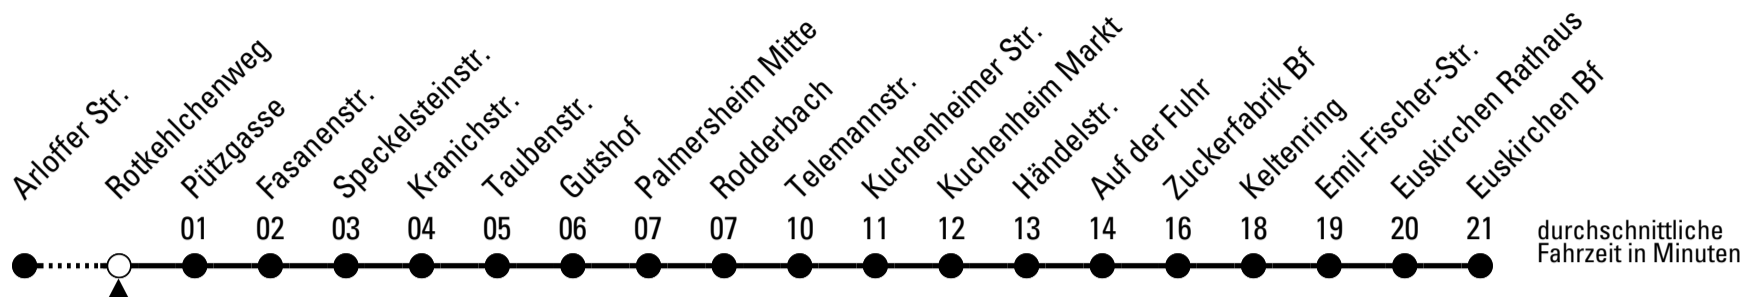 Arloffer Str.
Rotkehlchenweg
Pützgasse
Fasanenstr.
Speckelsteinstr.
Kranichstr.
Taubenstr.
Gutshof
Palmersheim Mitte
Rodderbach
Telemannstr.
Kuchenheimer Str.
Kuchenheim Markt
Händelstr.
Auf der Fuhr
Zuckerfabrik Bf
Keltenring
Emil-Fischer-Str.
Euskirchen Rathaus
Euskirchen Bf
01 02 03 04 05 06 07 07 10 11 12 13 14 16 18 19 20 21
durchschnittliche
Fahrzeit in Minuten